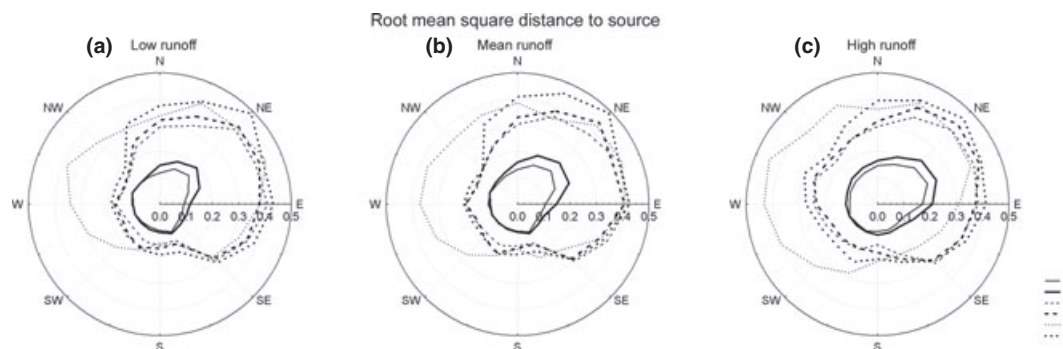 Root mean square distance to source
(a) (b) (c)
Low runoff Mean runoff High runoff
N N N
NW NE NW NE NW NE
W 0.0 0.1 0.2 0.3 0.4 0.5 E W 0.0 0.1 0.2 0.3 0.4 0.5 E W 0.0 0.1 0.2 0.3 0.4 0.5 E
SW SE SW SE SW SE
S S S